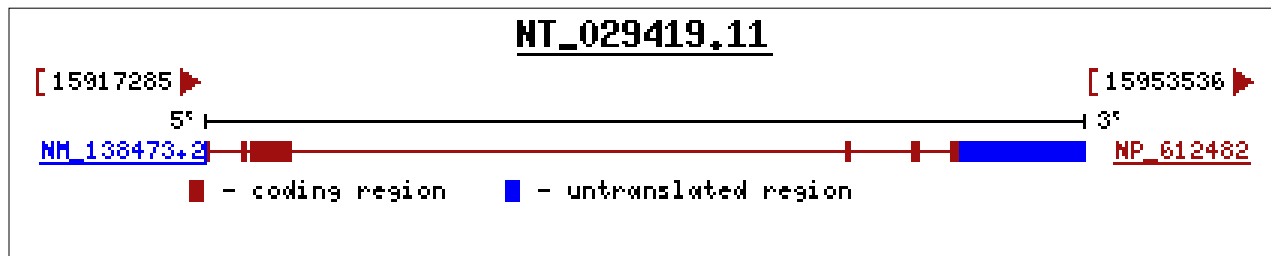 NT_029419.11
[ 15917285 [ 15953536
5' 3'
NM_138473.2 NP_612482
- coding region - untranslated region